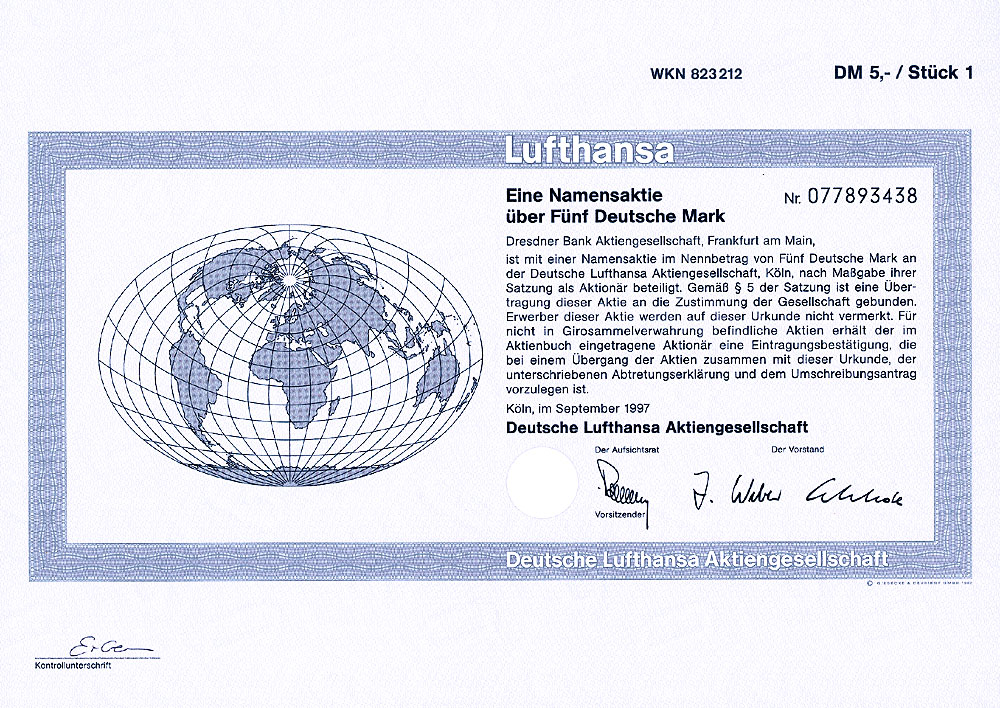 WKN 823212
DM 5,- / Stück 1
Lufthansa
Eine Namensaktie
über Fünf Deutsche Mark
Nr. 077893438
Dresdner Bank Aktiengesellschaft, Frankfurt am Main,
ist mit einer Namensaktie im Nennbetrag von Fünf Deutsche Mark an
der Deutsche Lufthansa Aktiengesellschaft, Köln, nach Maßgabe ihrer
Satzung als Aktionär beteiligt. Gemäß § 5 der Satzung ist eine Über-
tragung dieser Aktie an die Zustimmung der Gesellschaft gebunden.
Erwerber dieser Aktie werden auf dieser Urkunde nicht vermerkt. Für
nicht in Girosammelverwahrung befindliche Aktien erhält der im
Aktienbuch eingetragene Aktionär eine Eintragungsbestätigung, die
bei einem Übergang der Aktien zusammen mit dieser Urkunde, der
unterschriebenen Abtretungserklärung und dem Umschreibungsantrag
vorzulegen ist.
Köln, im September 1997
Deutsche Lufthansa Aktiengesellschaft
Der Aufsichtsrat
Der Vorstand
J. Weber
Vorsitzender
Deutsche Lufthansa Aktiengesellschaft
Kontrollunterschrift